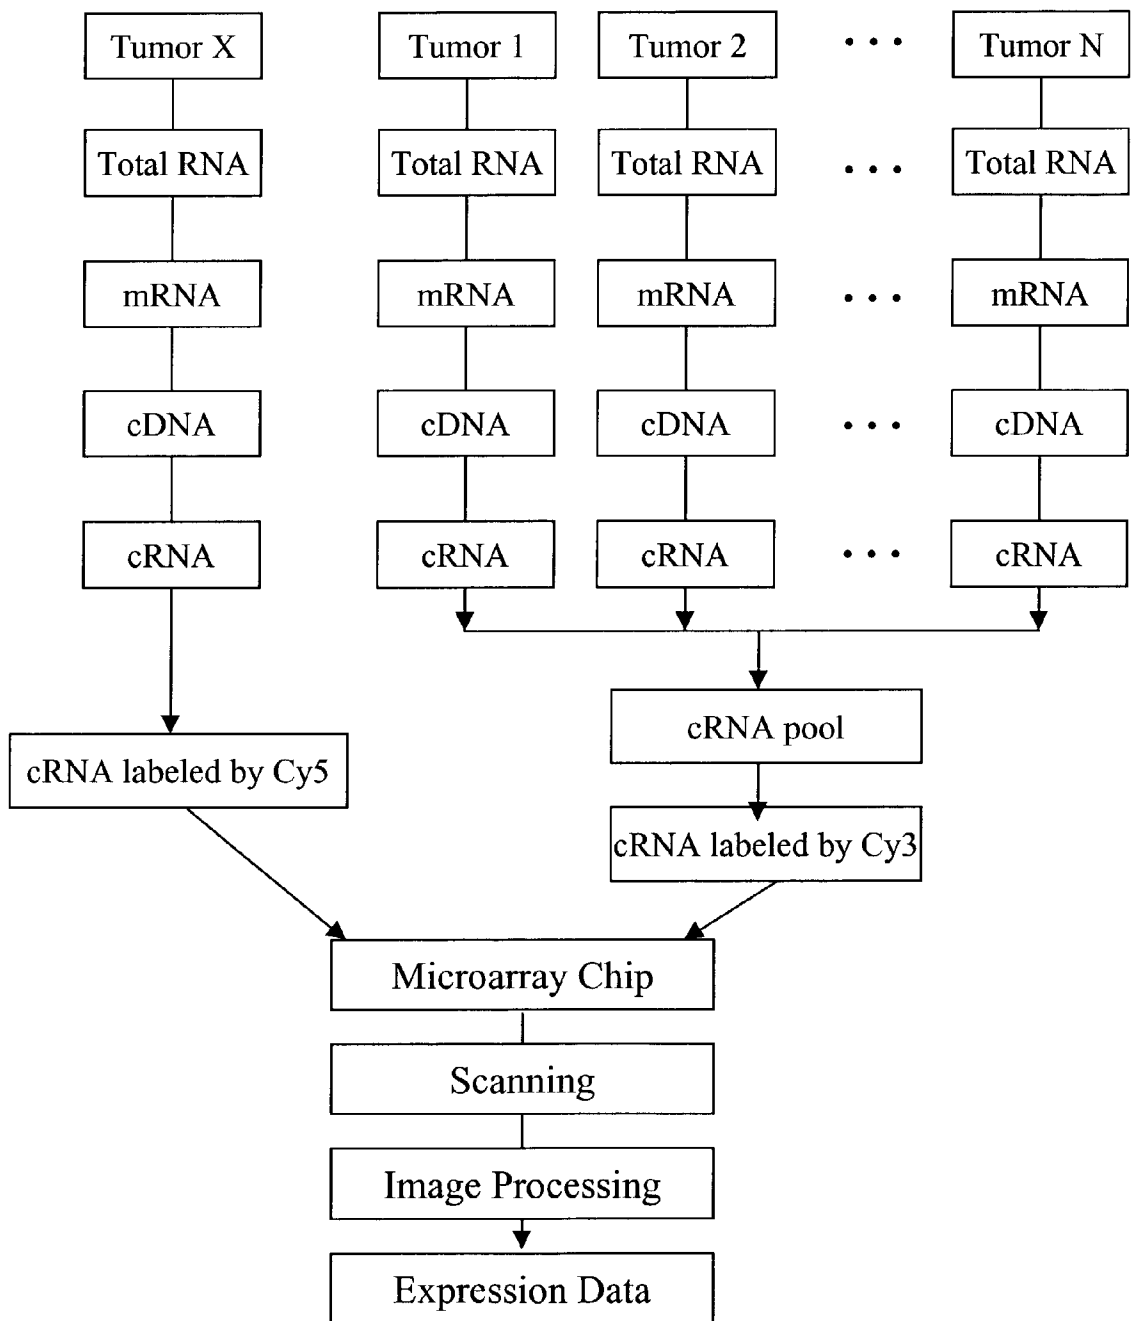 Tumor X Tumor 1 Tumor 2 • • • Tumor N
Total RNA Total RNA Total RNA • • • Total RNA
mRNA mRNA mRNA • • • mRNA
cDNA cDNA cDNA • • • cDNA
cRNA cRNA cRNA • • • cRNA
cRNA pool
cRNA labeled by Cy5
cRNA labeled by Cy3
Microarray Chip
Scanning
Image Processing
Expression Data